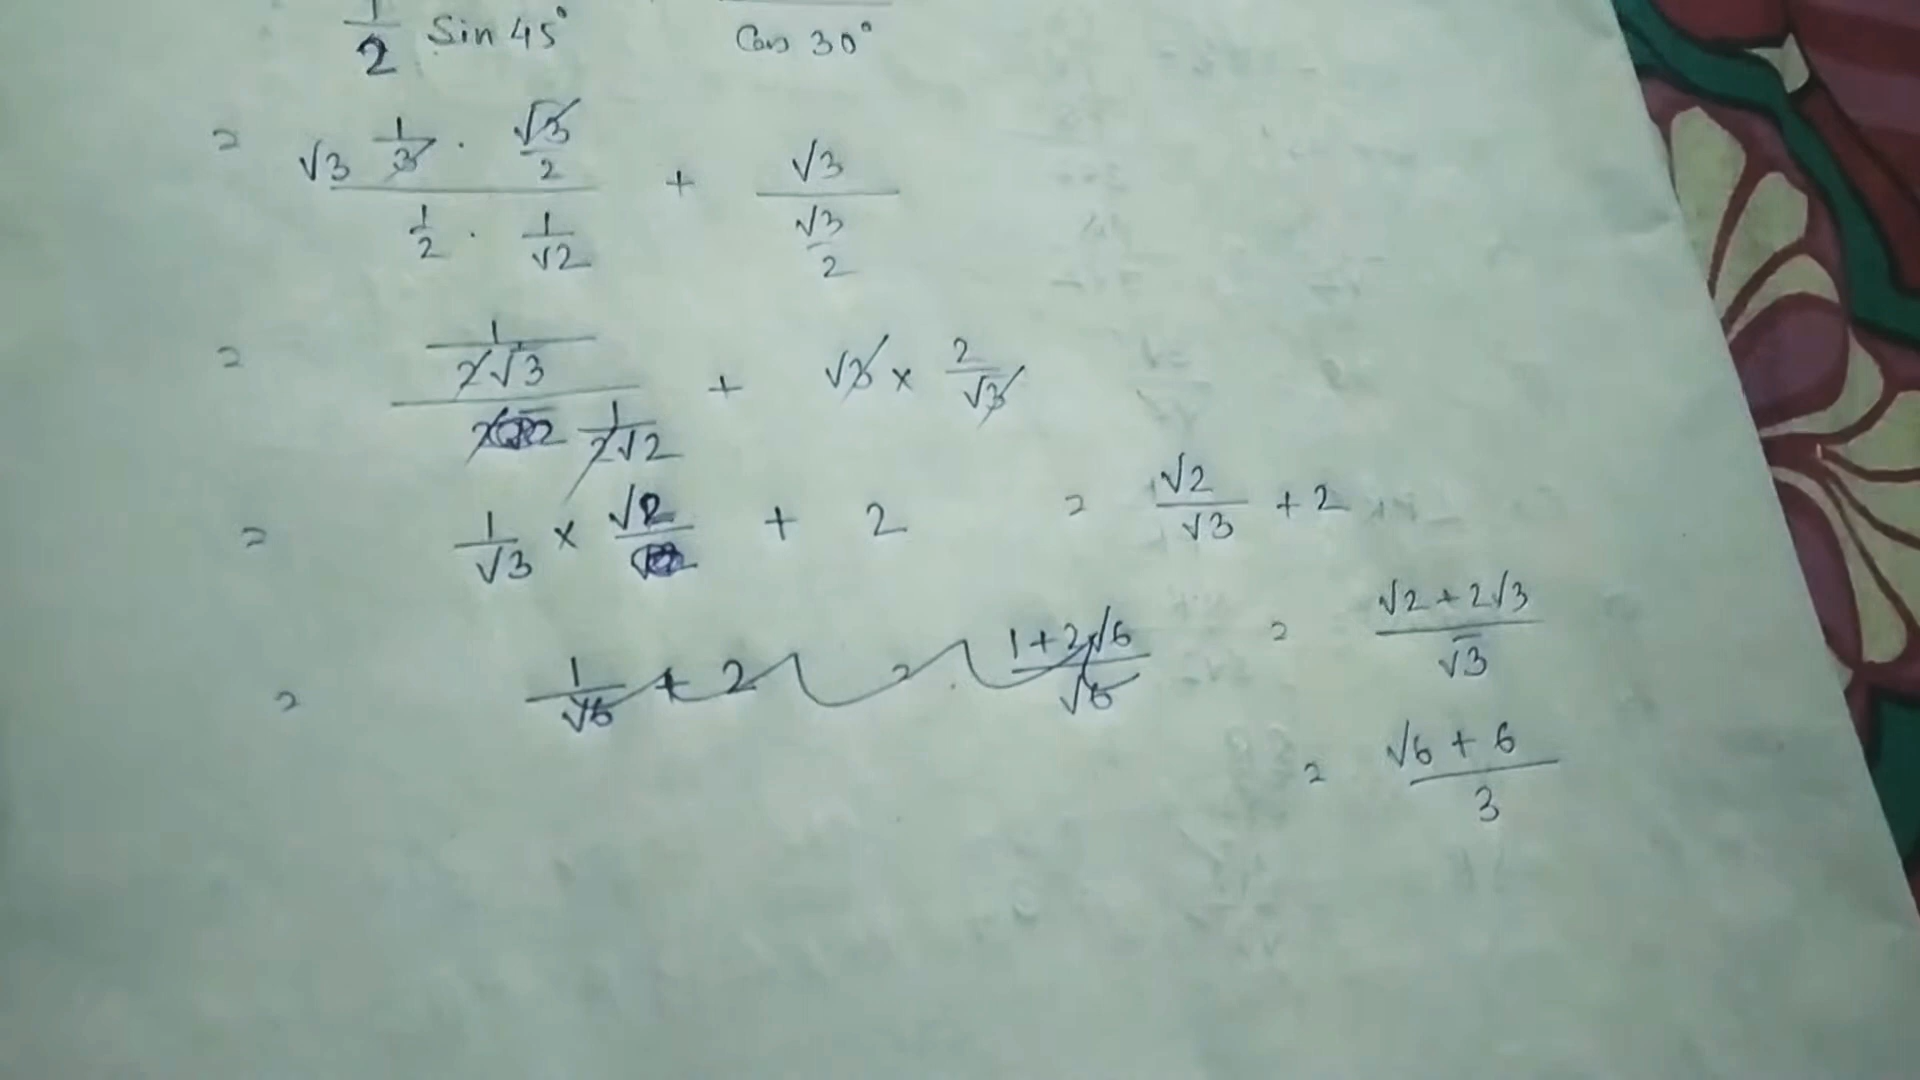 1/2 Sin 45° Cos 30°
= √3 1/3 · √3/2 / 1/2 · 1/√2 + √3 / √3/2
= 1/2√3 / 1/2√2 + √3 × 2/√3
= 1/√3 × √2 + 2 = √2/√3 + 2
= √2+2√3/√3
= 1/√6 + 2 = 1+2√6/√6
= √6+6/3